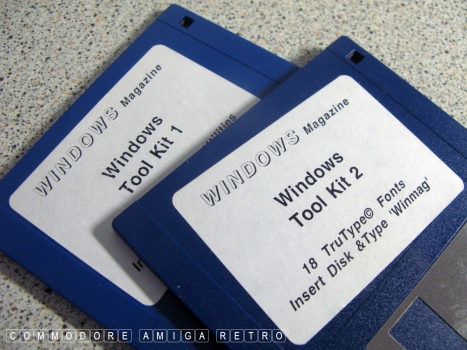 WINDOWS Magazine
Windows
Tool Kit 1
WINDOWS Magazine
Windows
Tool Kit 2
18 TruType© Fonts
Insert Disk &Type 'Winmag'
COMMODORE AMIGA RETRO